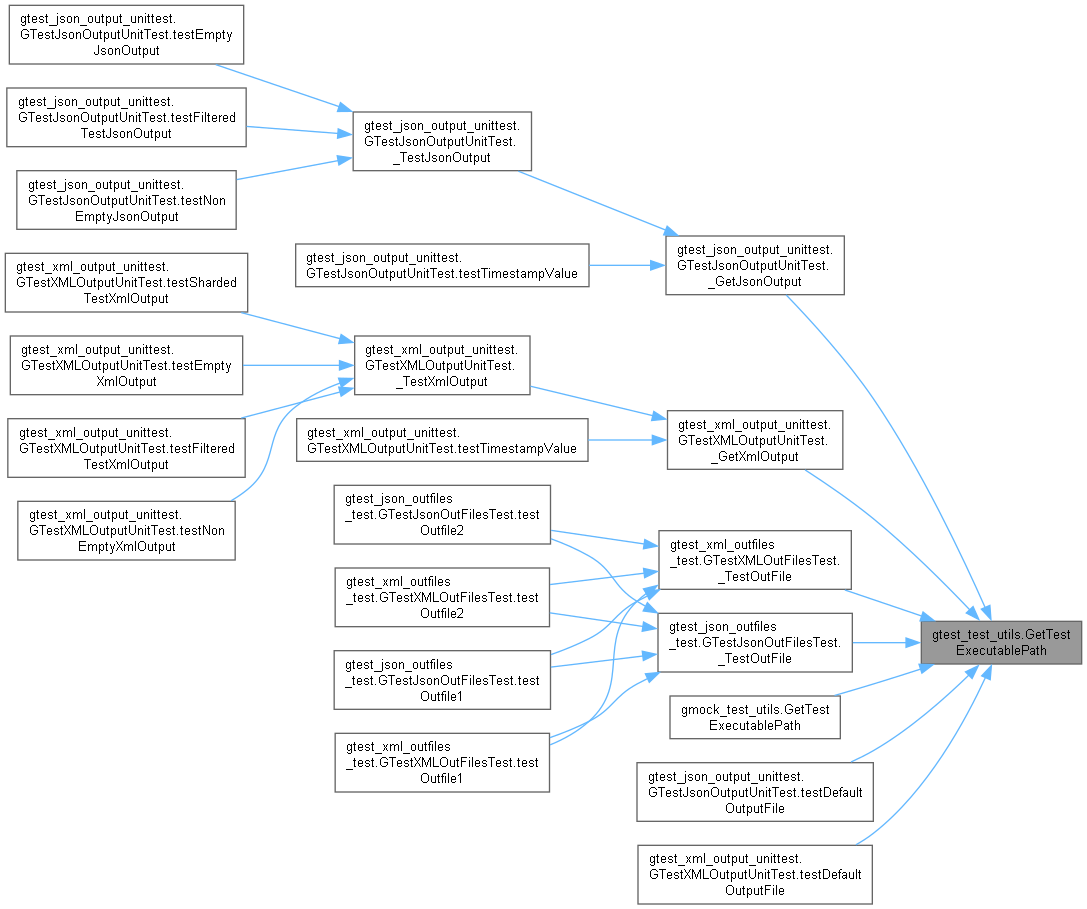 gtest_json_output_unittest.
GTestJsonOutputUnitTest.testEmpty
JsonOutput
gtest_json_output_unittest.
GTestJsonOutputUnitTest.testFiltered
TestJsonOutput
gtest_json_output_unittest.
GTestJsonOutputUnitTest.testNon
EmptyJsonOutput
gtest_xml_output_unittest.
GTestXMLOutputUnitTest.testSharded
TestXmlOutput
gtest_xml_output_unittest.
GTestXMLOutputUnitTest.testEmpty
XmlOutput
gtest_xml_output_unittest.
GTestXMLOutputUnitTest.testFiltered
TestXmlOutput
gtest_xml_output_unittest.
GTestXMLOutputUnitTest.testNon
EmptyXmlOutput
gtest_json_output_unittest.
GTestJsonOutputUnitTest.
_TestJsonOutput
gtest_json_output_unittest.
GTestJsonOutputUnitTest.testTimestampValue
gtest_xml_output_unittest.
GTestXMLOutputUnitTest.
_TestXmlOutput
gtest_xml_output_unittest.
GTestXMLOutputUnitTest.testTimestampValue
gtest_json_outfiles
_test.GTestJsonOutFilesTest.test
Outfile2
gtest_xml_outfiles
_test.GTestXMLOutFilesTest.test
Outfile2
gtest_json_outfiles
_test.GTestJsonOutFilesTest.test
Outfile1
gtest_xml_outfiles
_test.GTestXMLOutFilesTest.test
Outfile1
gtest_json_output_unittest.
GTestJsonOutputUnitTest.
_GetJsonOutput
gtest_xml_output_unittest.
GTestXMLOutputUnitTest.
_GetXmlOutput
gtest_xml_outfiles
_test.GTestXMLOutFilesTest.
_TestOutFile
gtest_json_outfiles
_test.GTestJsonOutFilesTest.
_TestOutFile
gmock_test_utils.GetTest
ExecutablePath
gtest_json_output_unittest.
GTestJsonOutputUnitTest.testDefault
OutputFile
gtest_xml_output_unittest.
GTestXMLOutputUnitTest.testDefault
OutputFile
gtest_test_utils.GetTest
ExecutablePath